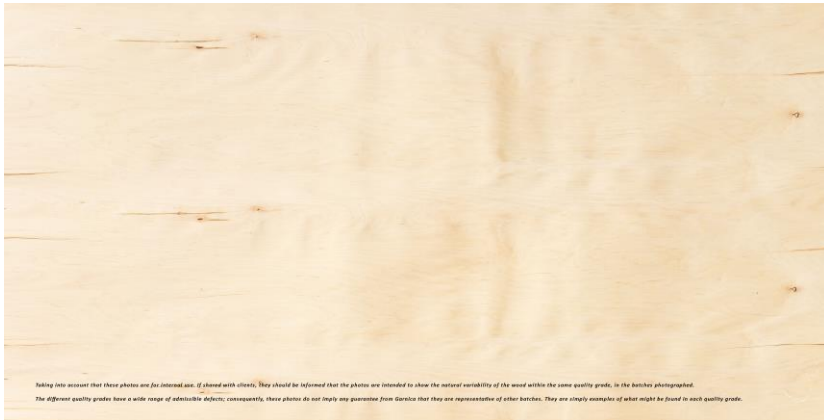 Taking into account that these photos are for internal use. If shared with clients, they should be informed that the photos are intended to show the natural variability of the wood within the same quality grade, in the batches photographed.
The different quality grades have a wide range of admissible defects; consequently, these photos do not imply any guarantee from Garnica that they are representative of other batches. They are simply examples of what might be found in each quality grade.